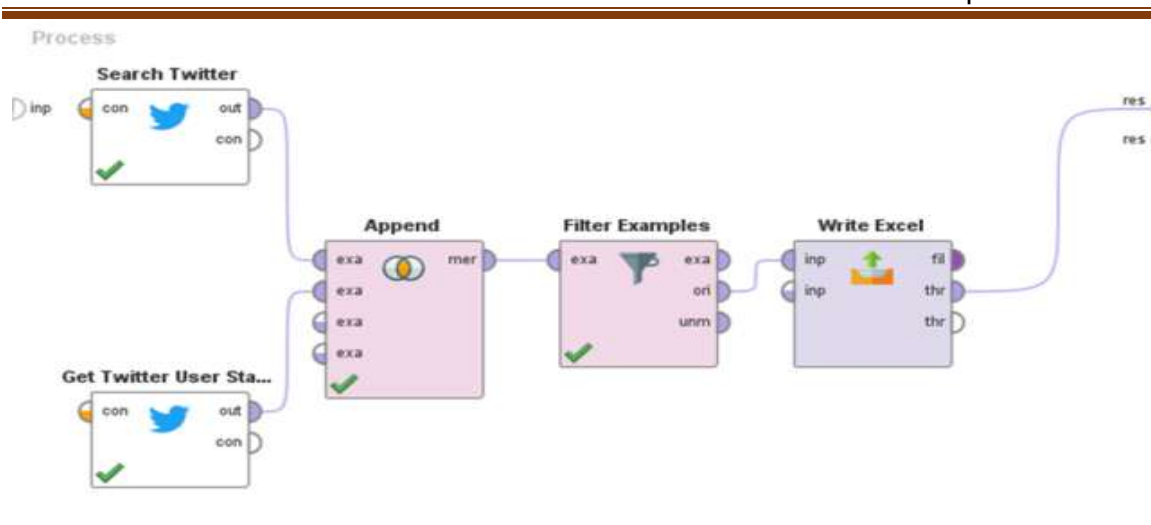 Process
Search Twitter
inp
con
out
con
res
res
Append
Filter Examples
Write Excel
exa
mer
exa
exa
inp
fil
exa
ori
inp
thr
exa
unm
thr
exa
Get Twitter User Sta...
con
out
con